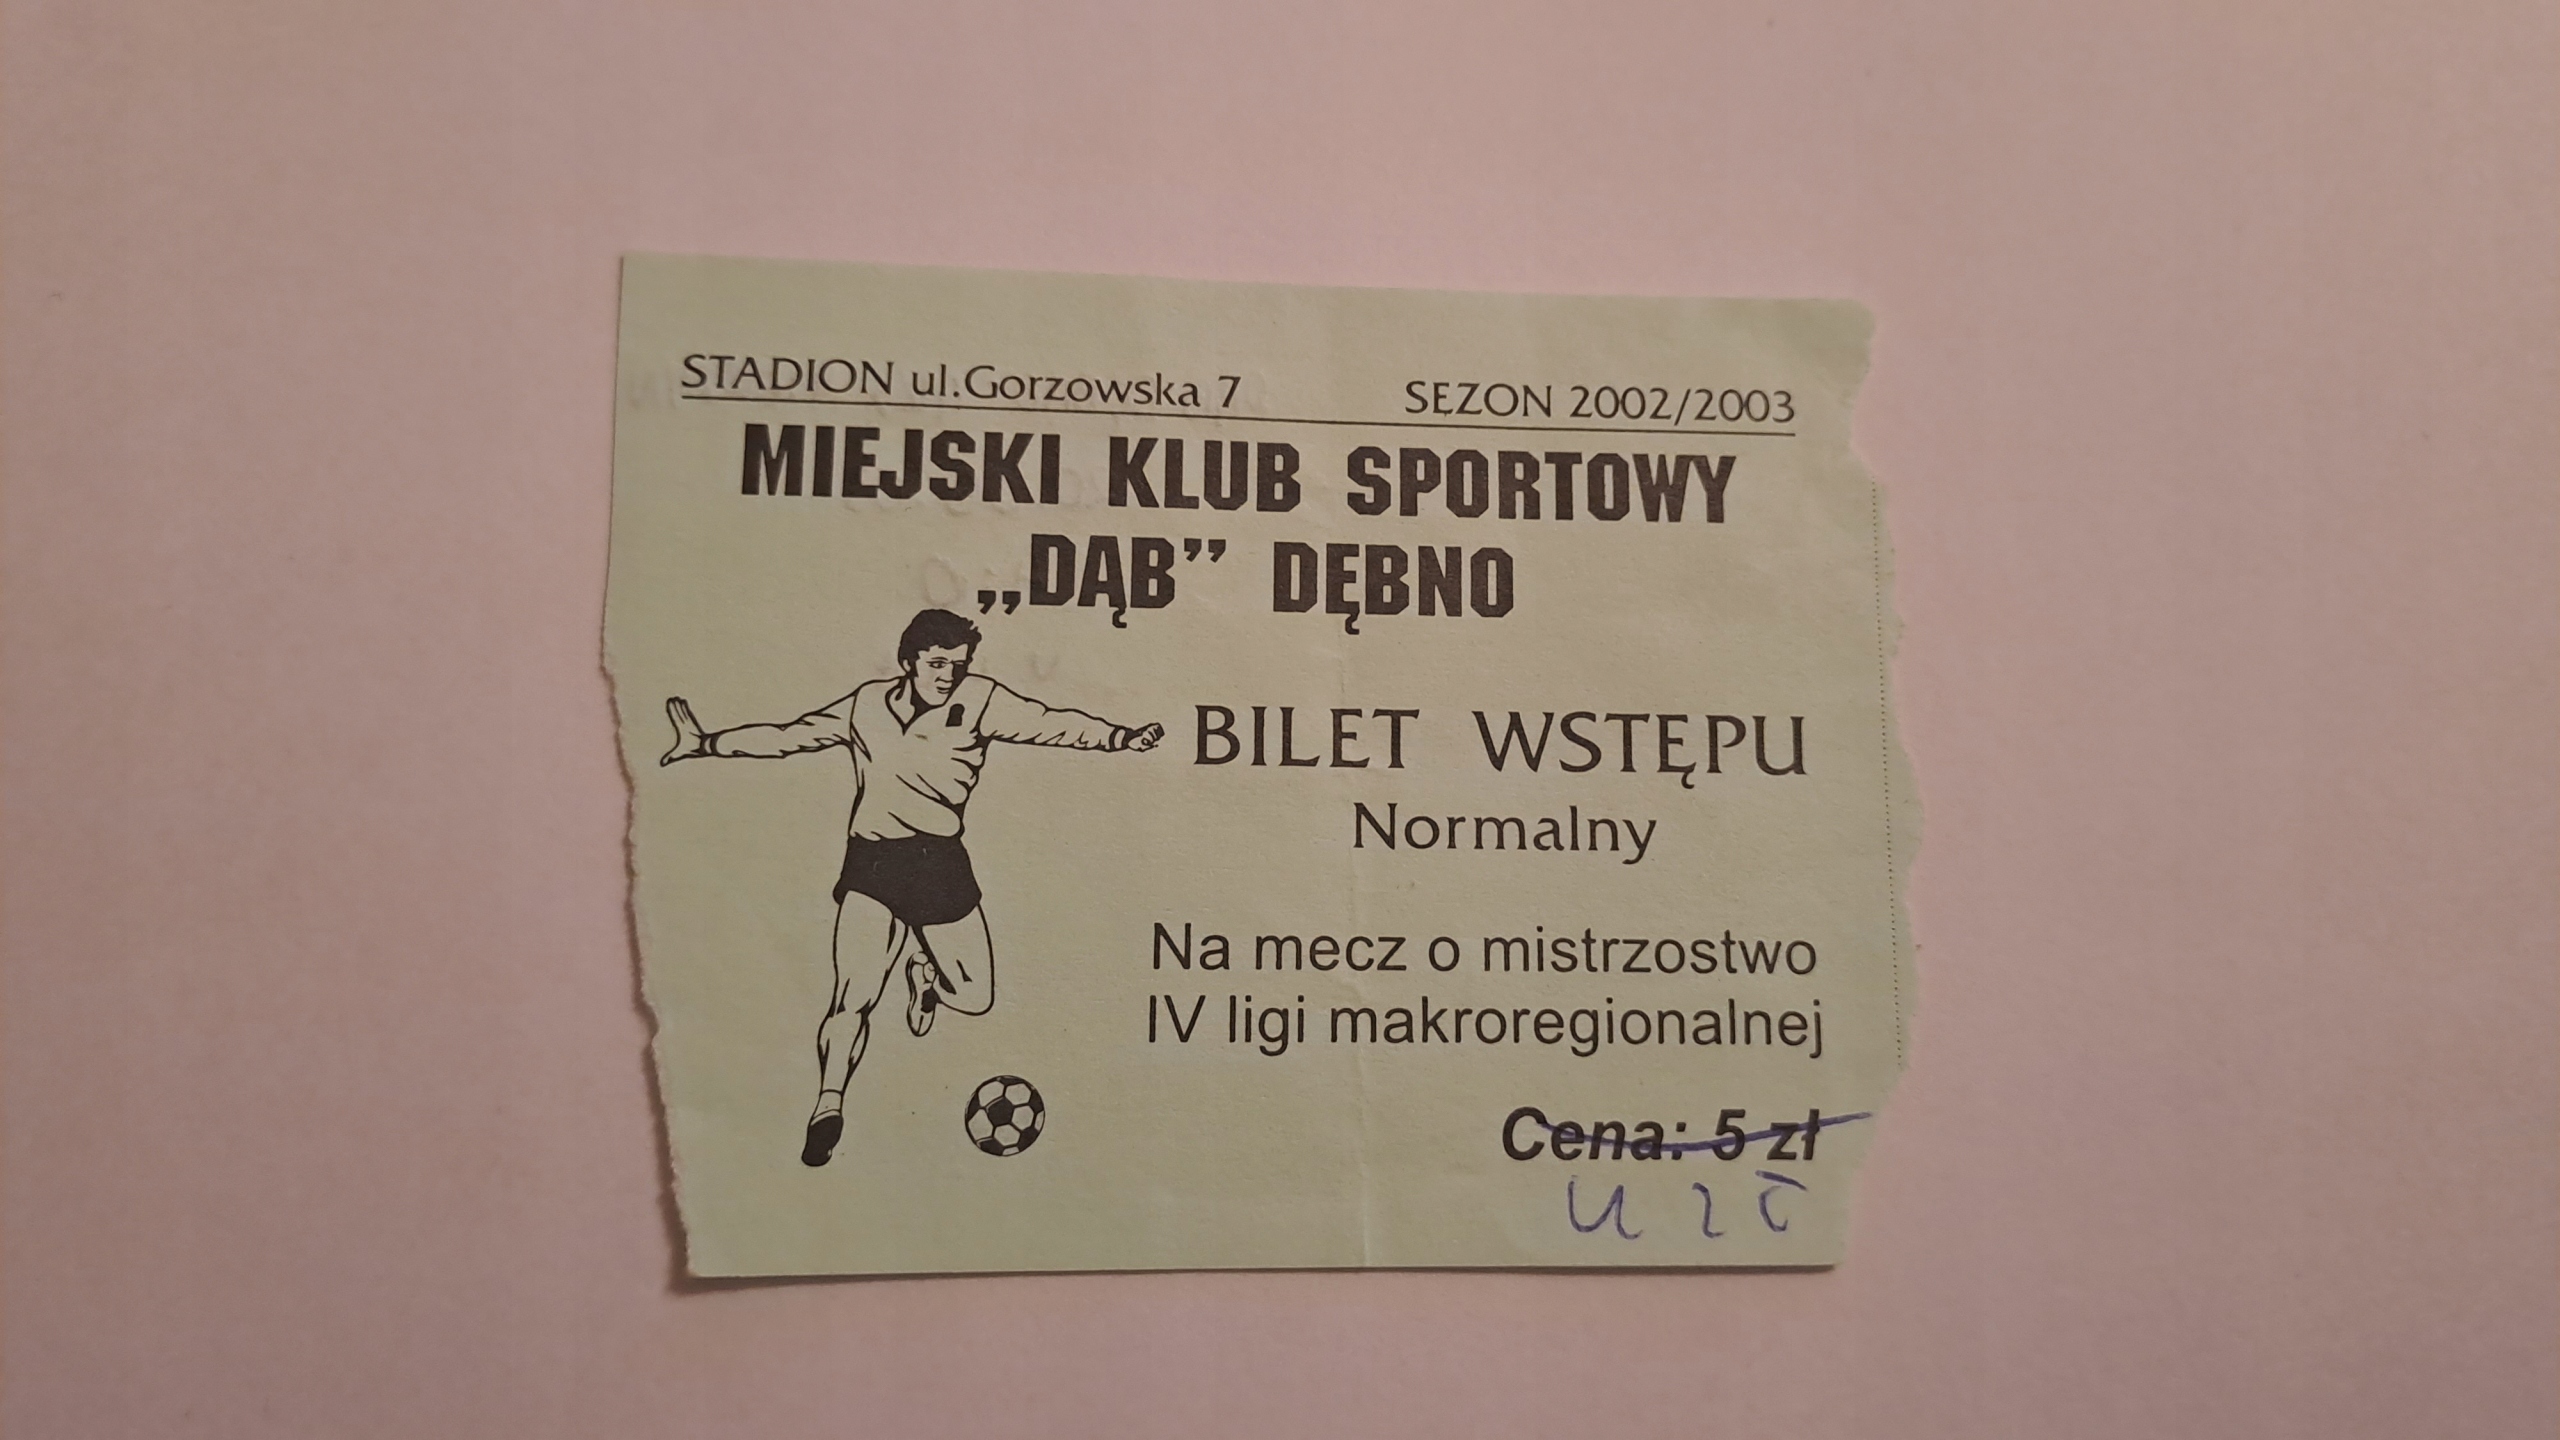 STADION ul.Gorzowska 7 SEZON 2002/2003
MIEJSKI KLUB SPORTOWY
„DĄB” DĘBNO
BILET WSTĘPU
Normalny
Na mecz o mistrzostwo
IV ligi makroregionalnej
Cena: 5 zł